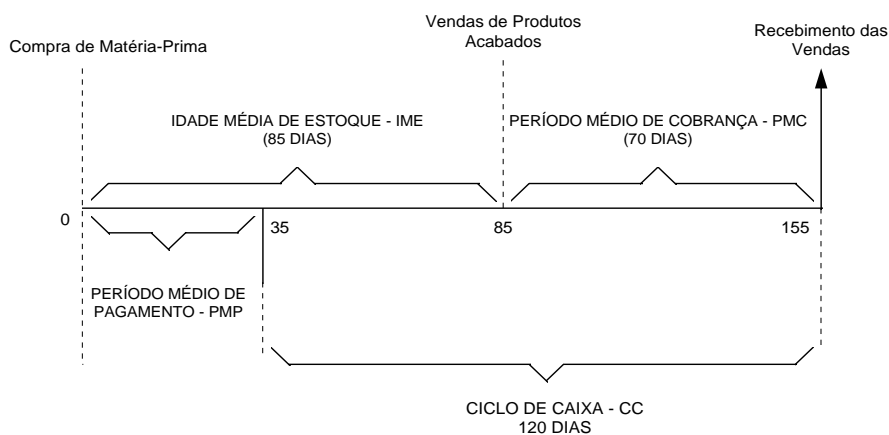 Compra de Matéria-Prima
Vendas de Produtos
Acabados
Recebimento das
Vendas
IDADE MÉDIA DE ESTOQUE - IME
(85 DIAS)
PERÍODO MÉDIO DE COBRANÇA - PMC
(70 DIAS)
0
35
85
155
PERÍODO MÉDIO DE
PAGAMENTO - PMP
CICLO DE CAIXA - CC
120 DIAS